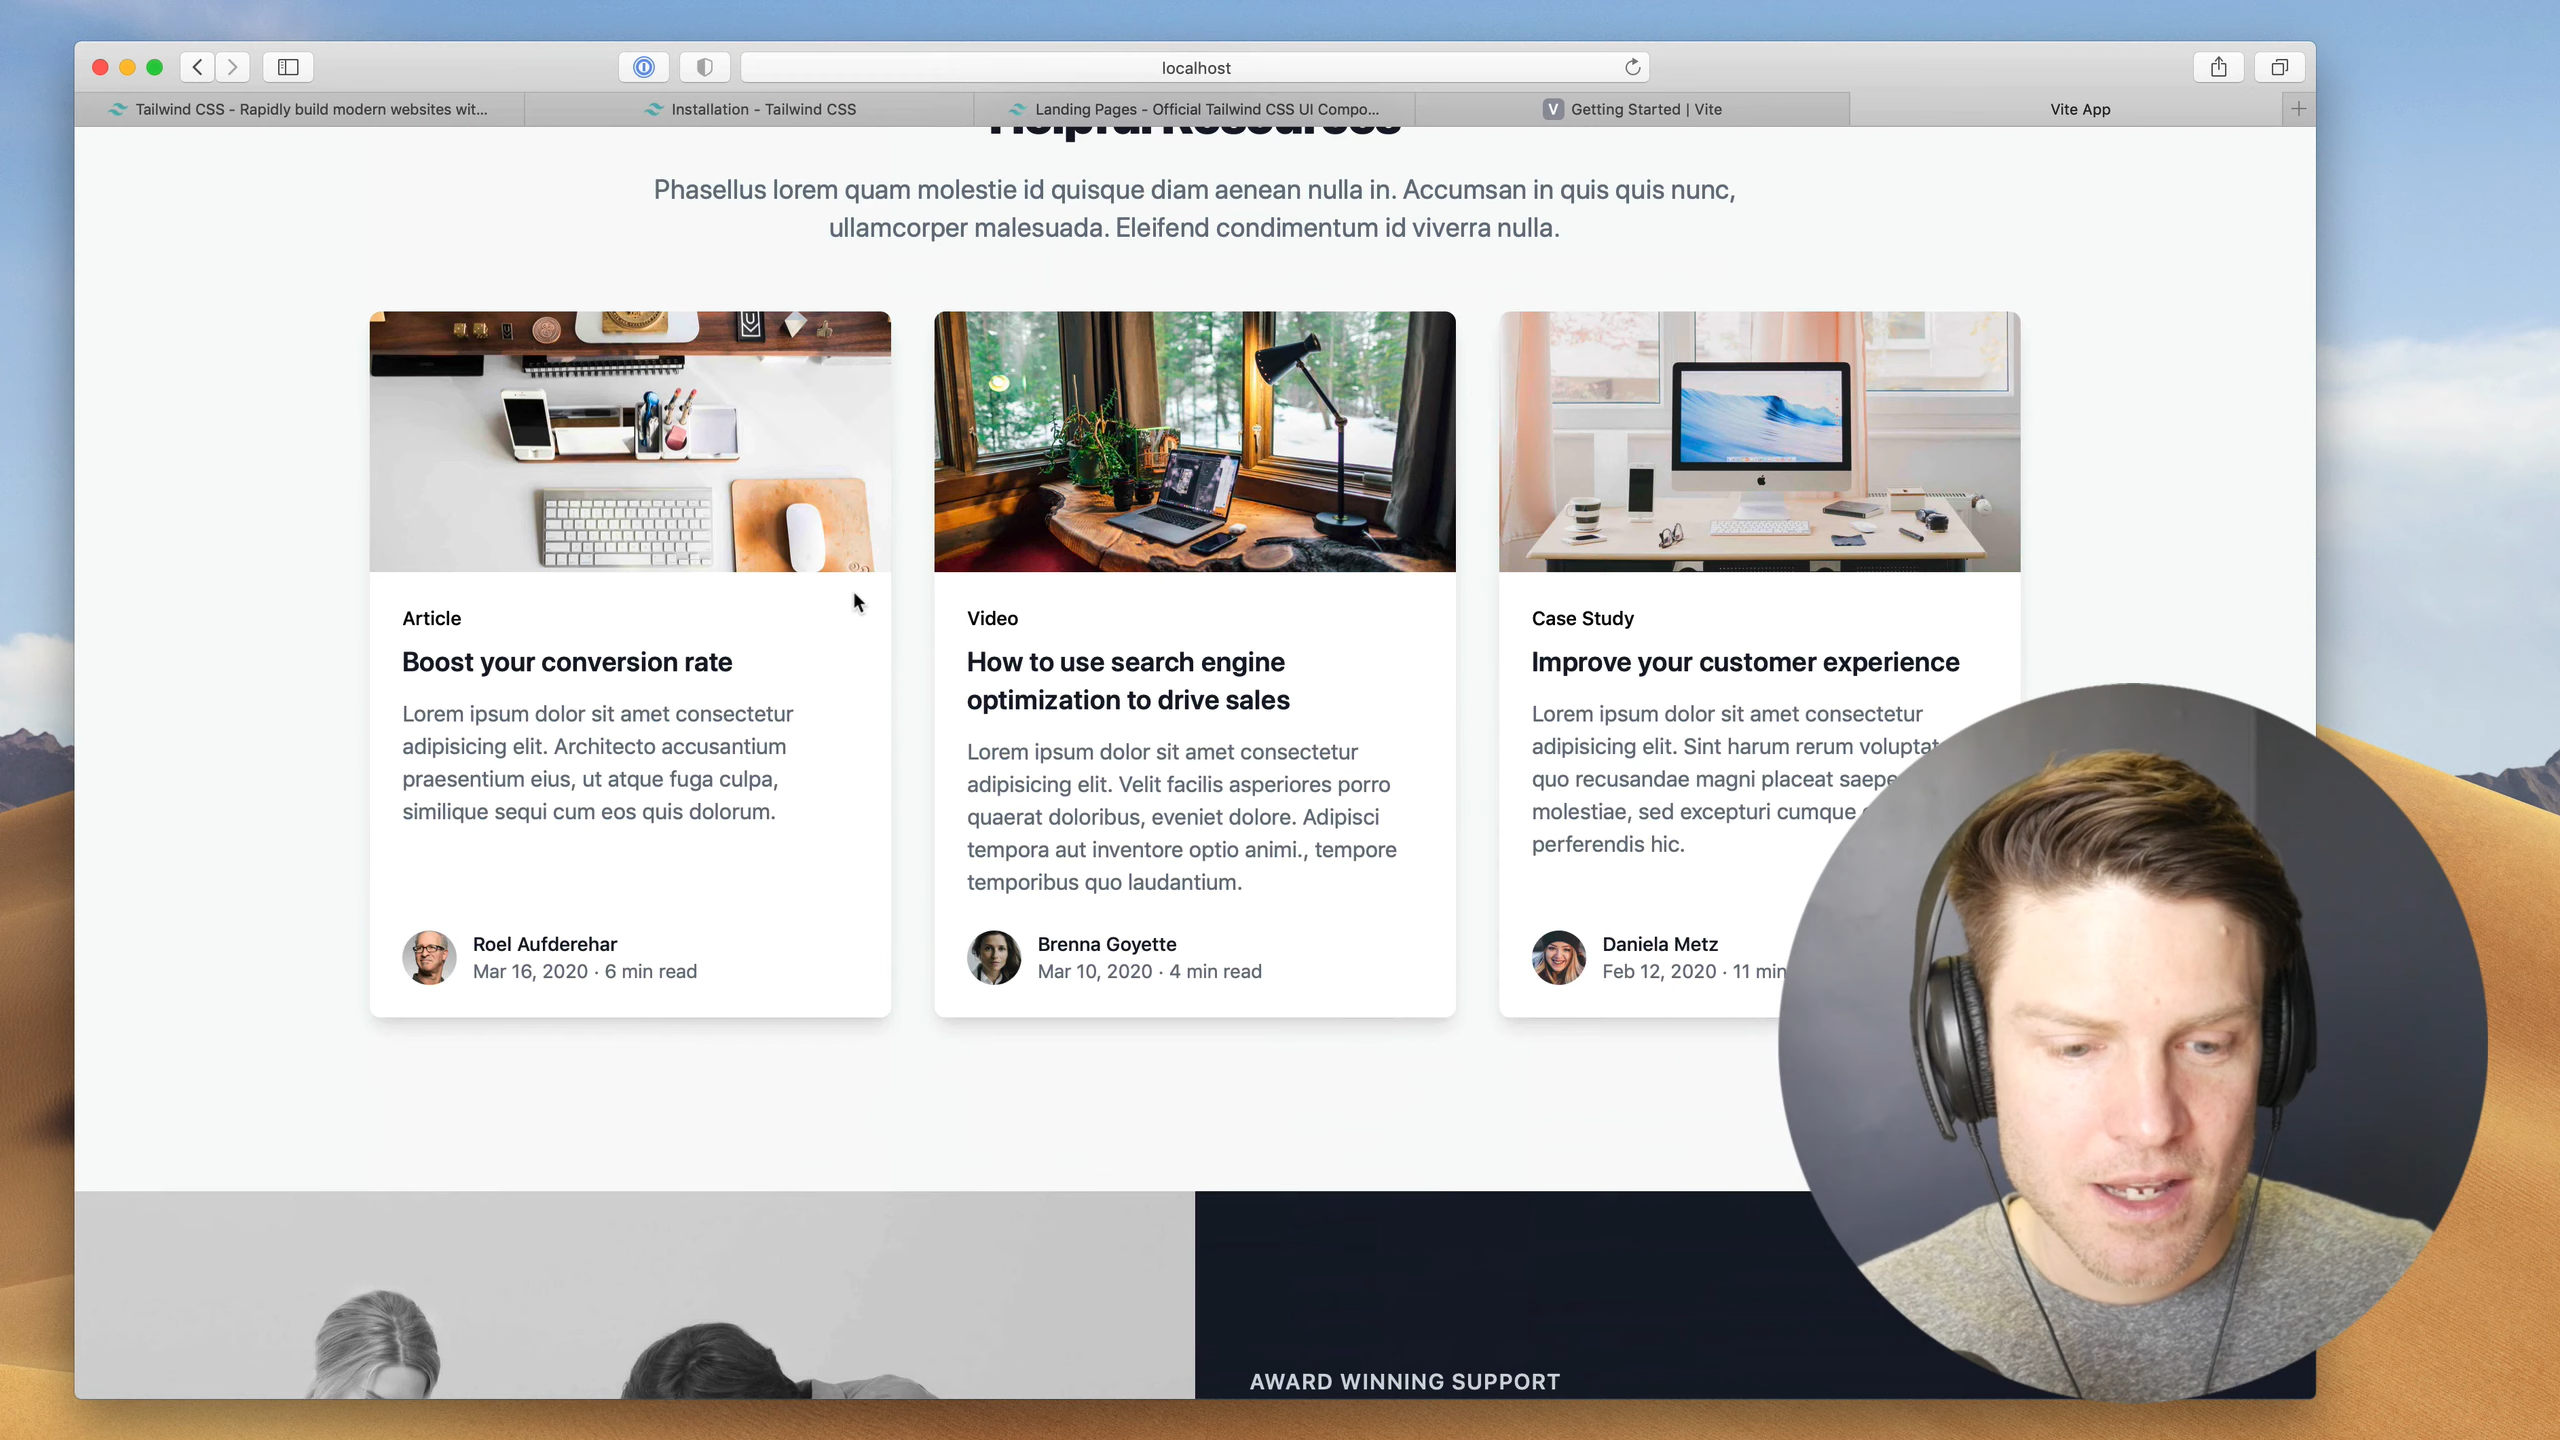 localhost
Tailwind CSS - Rapidly build modern websites wit...
Installation - Tailwind CSS
Landing Pages - Official Tailwind CSS UI Compo...
V Getting Started | Vite
Vite App
Helpful Resources
Phasellus lorem quam molestie id quisque diam aenean nulla in. Accumsan in quis quis nunc,
ullamcorper malesuada. Eleifend condimentum id viverra nulla.
Article
Boost your conversion rate
Lorem ipsum dolor sit amet consectetur
adipisicing elit. Architecto accusantium
praesentium eius, ut atque fuga culpa,
similique sequi cum eos quis dolorum.
Roel Aufderehar
Mar 16, 2020 · 6 min read
Video
How to use search engine
optimization to drive sales
Lorem ipsum dolor sit amet consectetur
adipisicing elit. Velit facilis asperiores porro
quaerat doloribus, eveniet dolore. Adipisci
tempora aut inventore optio animi., tempore
temporibus quo laudantium.
Brenna Goyette
Mar 10, 2020 · 4 min read
Case Study
Improve your customer experience
Lorem ipsum dolor sit amet consectetur
adipisicing elit. Sint harum rerum voluptat
quo recusandae magni placeat saepe
molestiae, sed excepturi cumque
perferendis hic.
Daniela Metz
Feb 12, 2020 · 11 min
AWARD WINNING SUPPORT